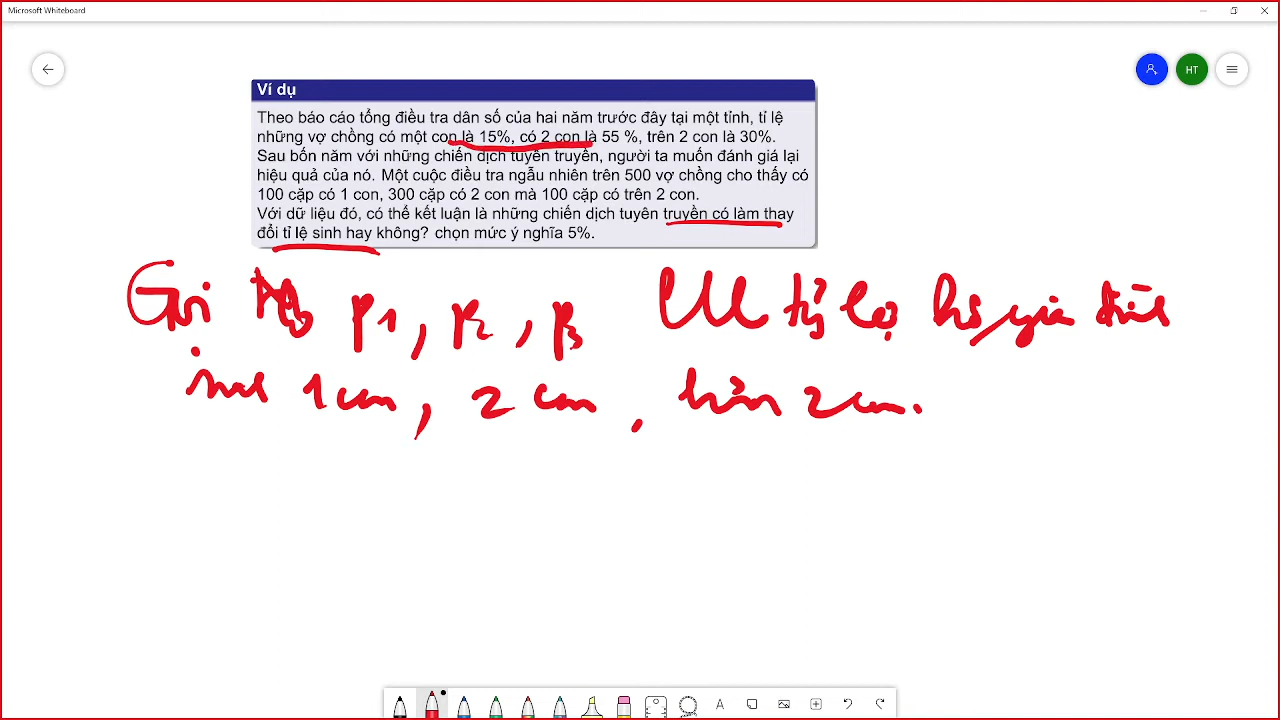 Microsoft Whiteboard
HT
Ví dụ
Theo báo cáo tổng điều tra dân số của hai năm trước đây tại một tỉnh, tỉ lệ
những vợ chồng có một con là 15%, có 2 con là 55 %, trên 2 con là 30%.
Sau bốn năm với những chiến dịch tuyên truyền, người ta muốn đánh giá lại
hiệu quả của nó. Một cuộc điều tra ngẫu nhiên trên 500 vợ chồng cho thấy có
100 cặp có 1 con, 300 cặp có 2 con mà 100 cặp có trên 2 con.
Với dữ liệu đó, có thể kết luận là những chiến dịch tuyên truyền có làm thay
đổi tỉ lệ sinh hay không? chọn mức ý nghĩa 5%.
Gọi p1, p2, p3 tỷ lệ hộ gia đình
1 con, 2 con, hơn 2 con.
A